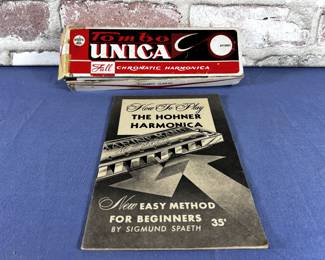 Tombo
UNICA
Full CHROMATIC HARMONICA
How To Play
THE HOHNER
HARMONICA
New EASY METHOD
FOR BEGINNERS
BY SIGMUND SPAETH 35¢